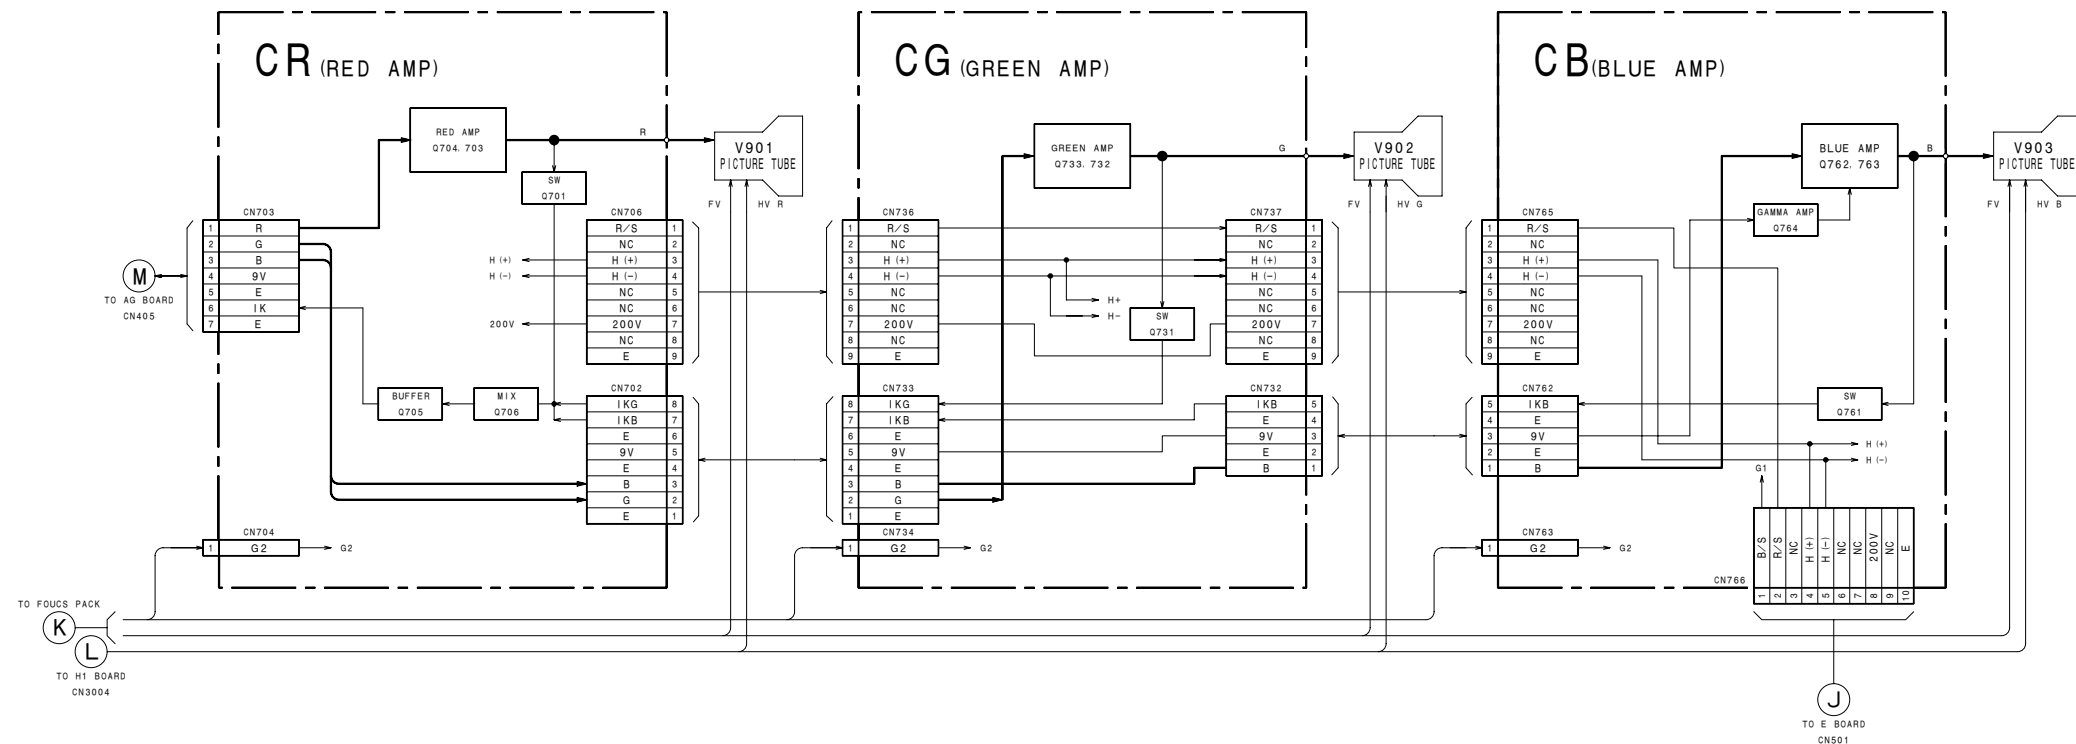 CR (RED AMP)
RED AMP
Q704. 703
R
V901
PICTURE TUBE
SW
Q701
FV
HV R
CN703
1 R
2 G
3 B
4 9V
5 E
6 IK
7 E
M
TO AG BOARD
CN405
CN706
R/S 1
NC 2
H (+) H (+) 3
H (-) H (-) 4
NC 5
NC 6
200V 200V 7
NC 8
E 9
BUFFER
Q705
MIX
Q706
CN702
IKG 8
IKB 7
E 6
9V 5
E 4
B 3
G 2
E 1
CN704
1 G2 G2
CG (GREEN AMP)
GREEN AMP
Q733. 732
G
V902
PICTURE TUBE
FV
HV G
CN736
1 R/S
2 NC
3 H (+)
4 H (-)
5 NC
6 NC
7 200V
8 NC
9 E
H+
H-
SW
Q731
CN737
R/S 1
NC 2
H (+) 3
H (-) 4
NC 5
NC 6
200V 7
NC 8
E 9
CN733
8 IKG
7 IKB
6 E
5 9V
4 E
3 B
2 G
1 E
CN732
IKB 5
E 4
9V 3
E 2
B 1
CN734
1 G2 G2
CB (BLUE AMP)
BLUE AMP
Q762. 763
B
V903
PICTURE TUBE
GAMMA AMP
Q764
FV
HV B
CN765
1 R/S
2 NC
3 H (+)
4 H (-)
5 NC
6 NC
7 200V
8 NC
9 E
CN762
5 IKB
4 E
3 9V
2 E
1 B
SW
Q761
H (+)
H (-)
G1
CN763
1 G2 G2
CN766
B/S 1
R/S 2
NC 3
H (+) 4
H (-) 5
NC 6
NC 7
200V 8
NC 9
E 10
TO FOUCS PACK
K
L
TO H1 BOARD
CN3004
J
TO E BOARD
CN501